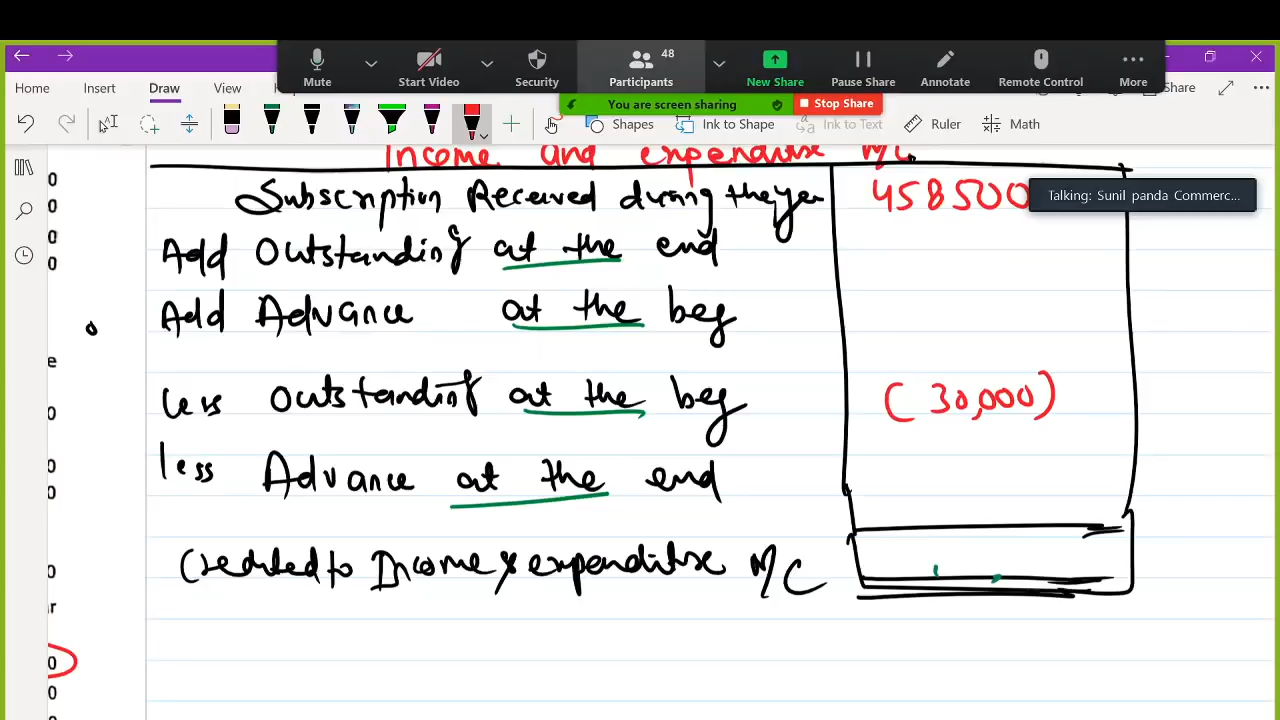 Mute
Start Video
Security
48
Participants
New Share
Pause Share
Annotate
Remote Control
More
You are screen sharing
Stop Share
Home
Insert
Draw
View
Share
Shapes
Ink to Shape
Ink to Text
Ruler
Math
Income and expenditure A/C
Subscription Received during the year 458500
Talking: Sunil panda Commerc...
Add Outstanding at the end
Add Advance at the beg
less Outstanding at the beg (30,000)
less Advance at the end
Credited to Income & expenditure A/C